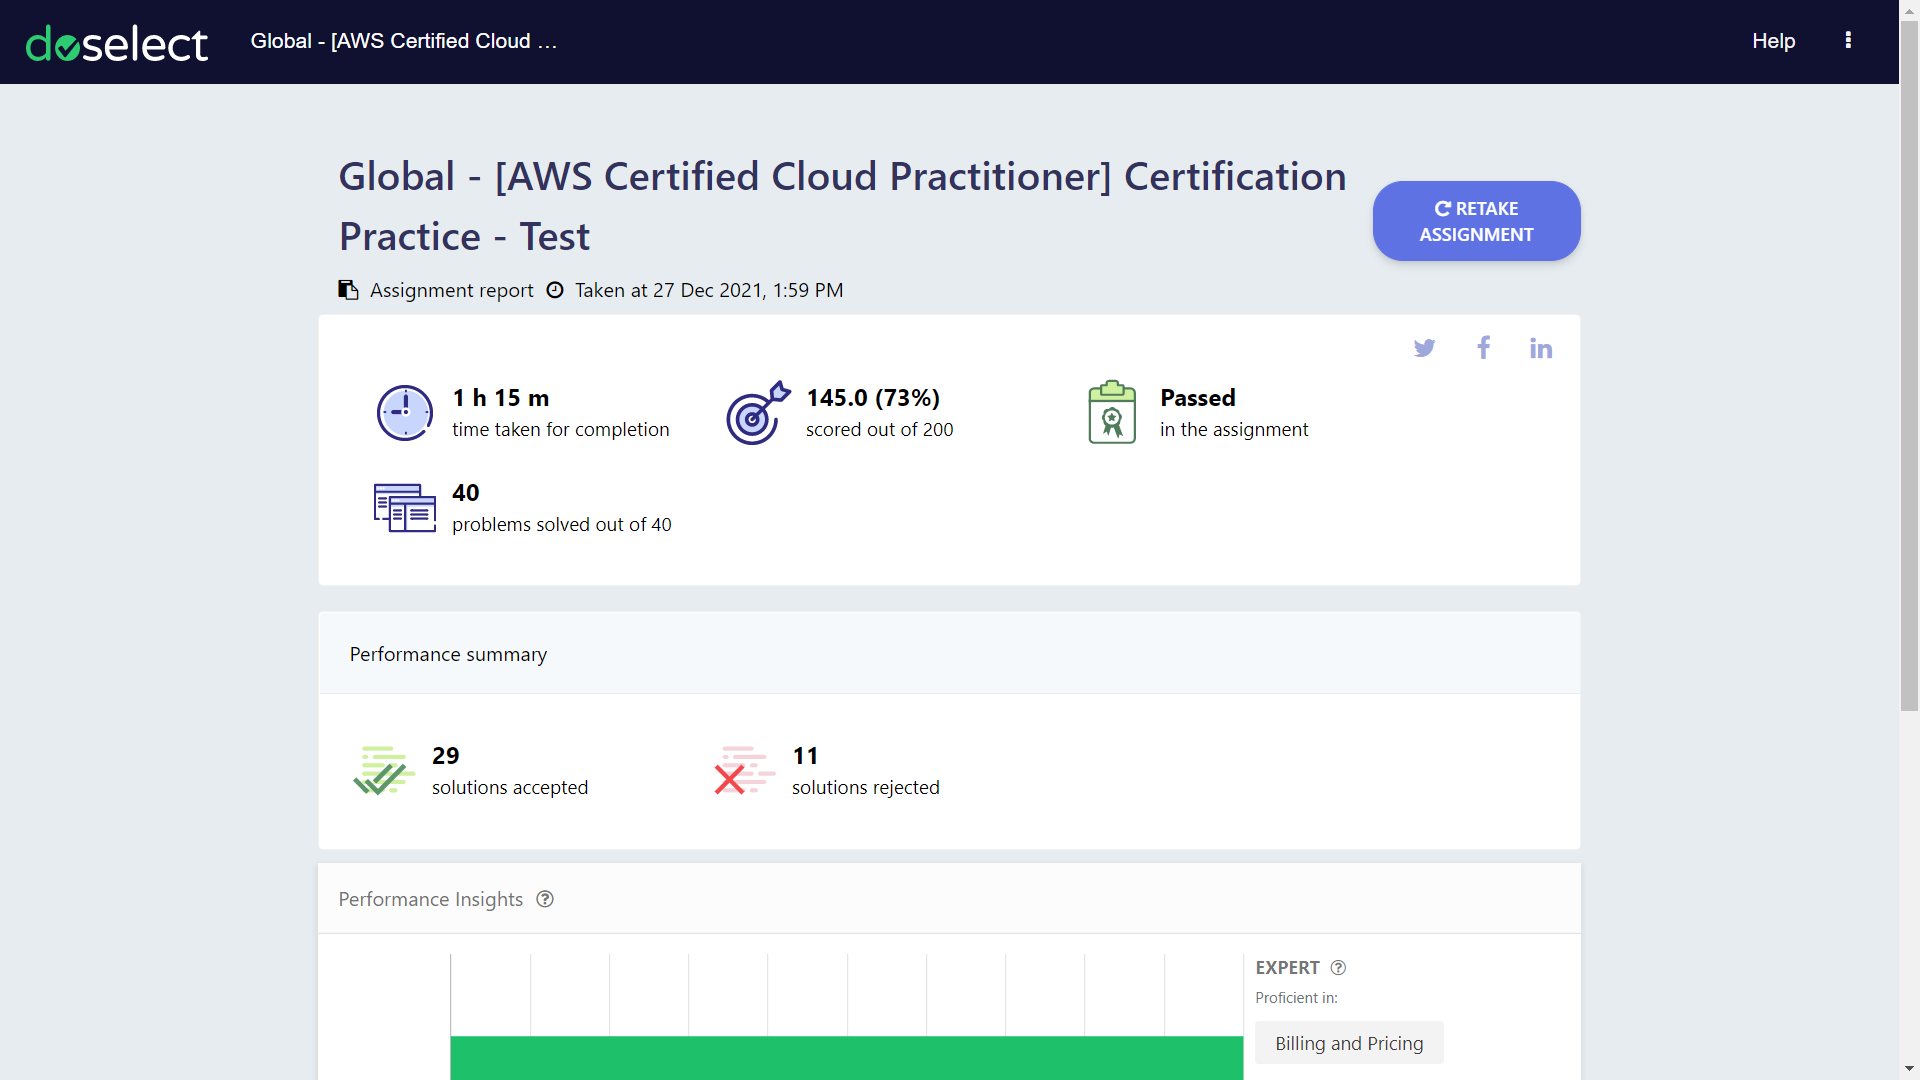 doselect
Global - [AWS Certified Cloud ...
Help
Global - [AWS Certified Cloud Practitioner] Certification
Practice - Test
RETAKE
ASSIGNMENT
Assignment report Taken at 27 Dec 2021, 1:59 PM
1 h 15 m
time taken for completion
145.0 (73%)
scored out of 200
Passed
in the assignment
40
problems solved out of 40
Performance summary
29
solutions accepted
11
solutions rejected
Performance Insights
EXPERT
Proficient in:
Billing and Pricing